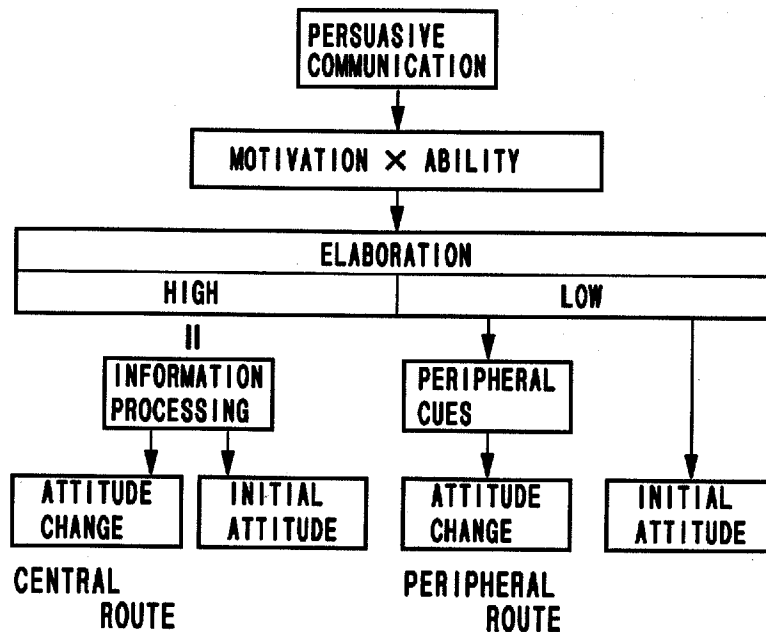 PERSUASIVE
COMMUNICATION
MOTIVATION × ABILITY
ELABORATION
HIGH
LOW
INFORMATION
PROCESSING
PERIPHERAL
CUES
ATTITUDE
CHANGE
INITIAL
ATTITUDE
ATTITUDE
CHANGE
INITIAL
ATTITUDE
CENTRAL
ROUTE
PERIPHERAL
ROUTE